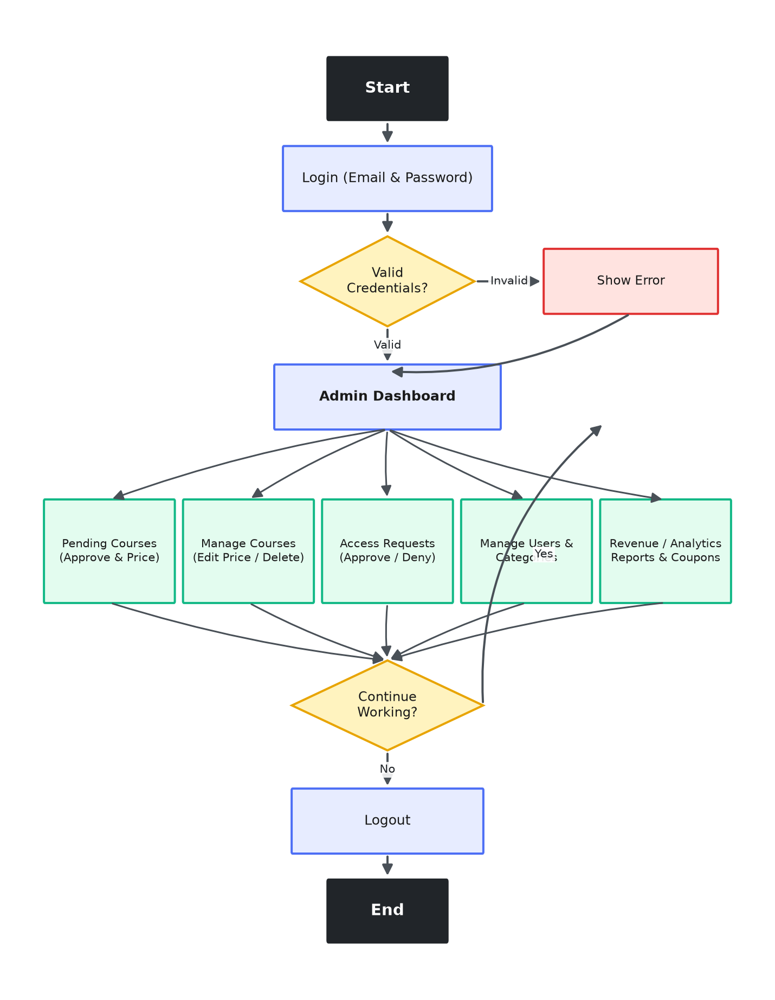 Start
Login (Email & Password)
Valid
Credentials?
Invalid
Show Error
Valid
Admin Dashboard
Pending Courses
(Approve & Price)
Manage Courses
(Edit Price / Delete)
Access Requests
(Approve / Deny)
Manage Users &
Categories
Yes
Revenue / Analytics
Reports & Coupons
Continue
Working?
No
Logout
End